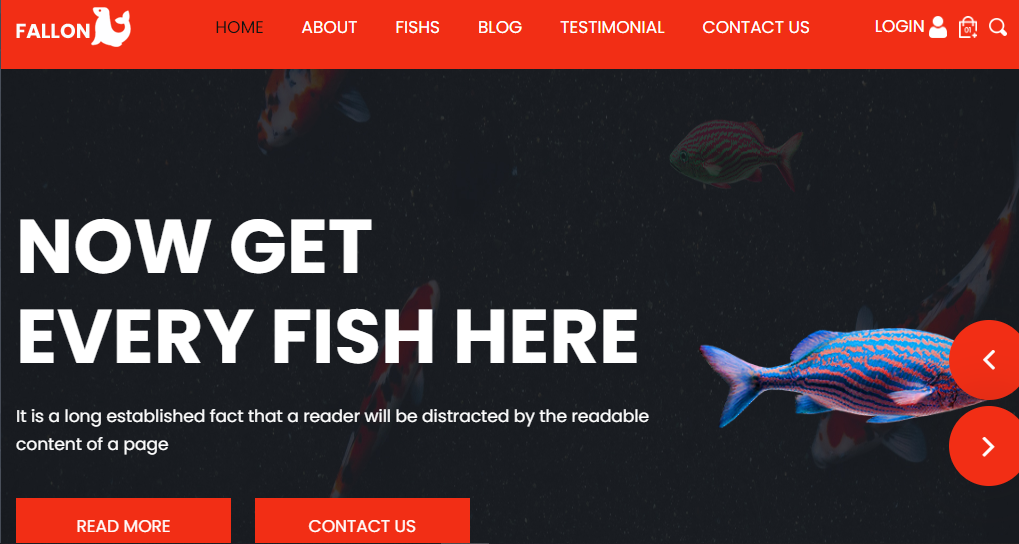 FALLON
HOME ABOUT FISHS BLOG TESTIMONIAL CONTACT US
LOGIN
01
NOW GET
EVERY FISH HERE
It is a long established fact that a reader will be distracted by the readable
content of a page
READ MORE
CONTACT US